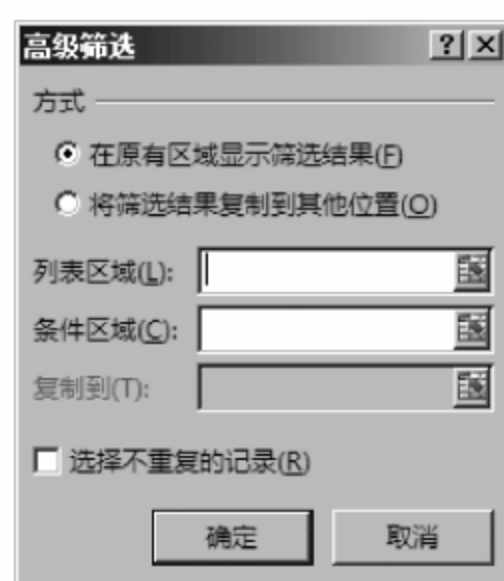 高级筛选
方式
在原有区域显示筛选结果(F)
将筛选结果复制到其他位置(O)
列表区域(L):
条件区域(C):
复制到(T):
选择不重复的记录(R)
确定 取消